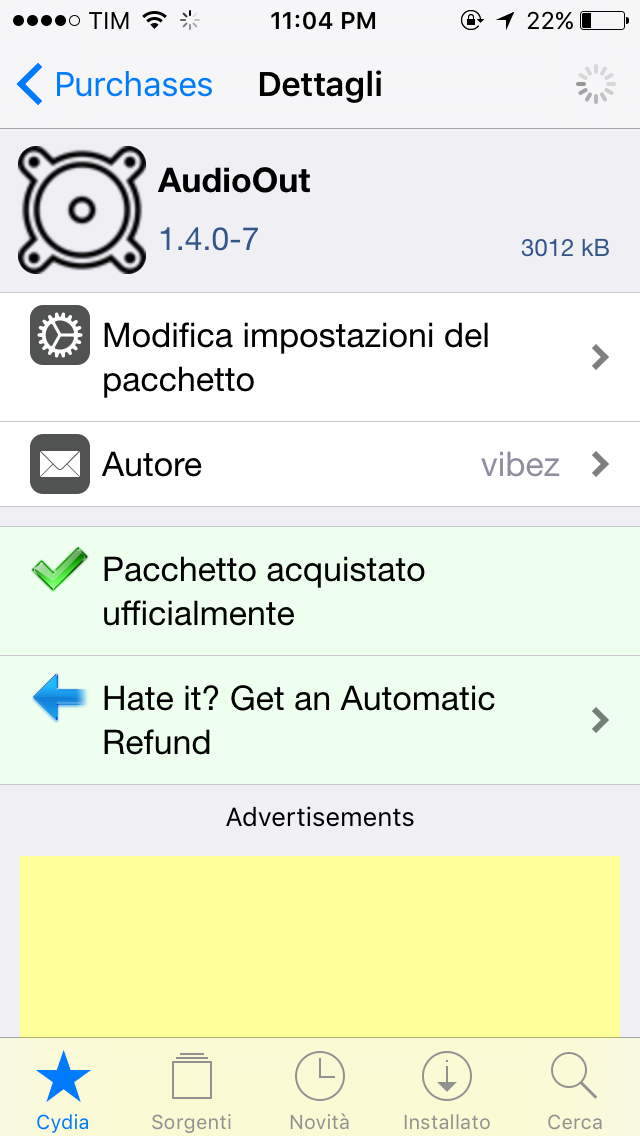 TIM 11:04 PM 22%
Purchases Dettagli
AudioOut
1.4.0-7 3012 kB
Modifica impostazioni del
pacchetto
Autore vibez
Pacchetto acquistato
ufficialmente
Hate it? Get an Automatic
Refund
Advertisements
Cydia Sorgenti Novità Installato Cerca